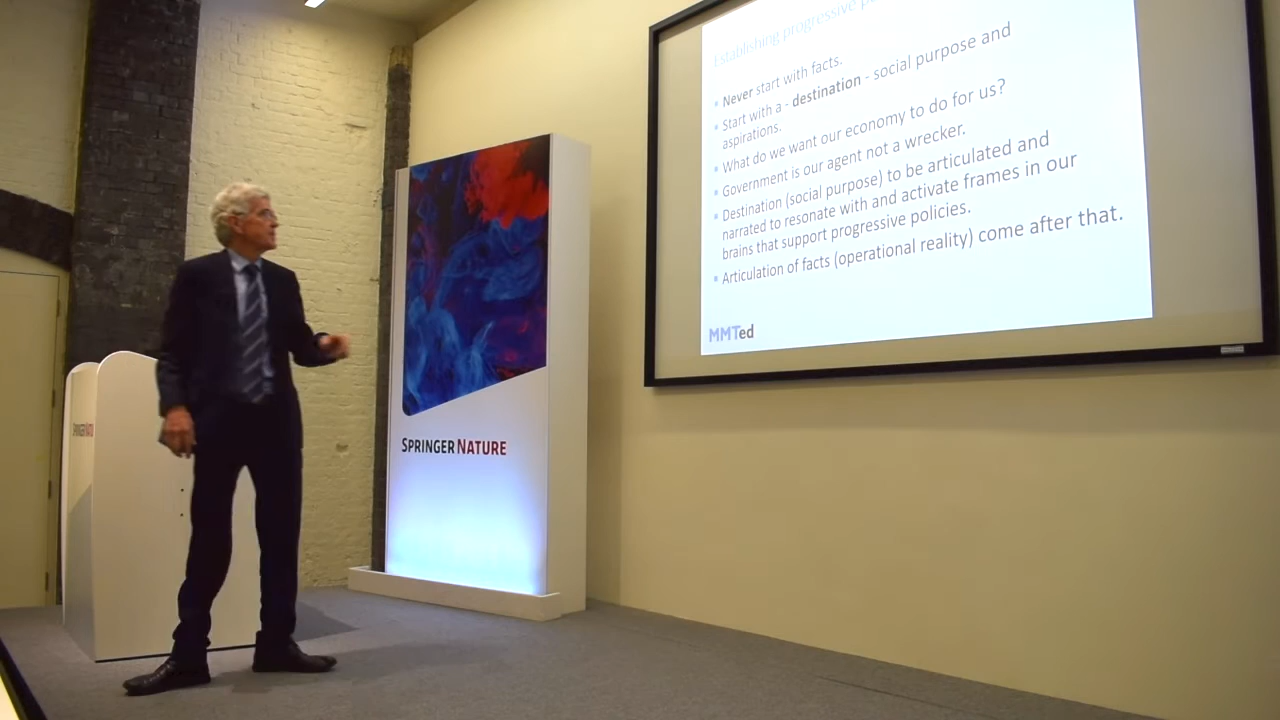 Establishing progressive
• Never start with facts.
• Start with a - destination - social purpose and
aspirations.
• What do we want our economy to do for us?
• Government is our agent not a wrecker.
• Destination (social purpose) to be articulated and
narrated to resonate with and activate frames in our
brains that support progressive policies.
• Articulation of facts (operational reality) come after that.
MMTed
SPRINGER NATURE